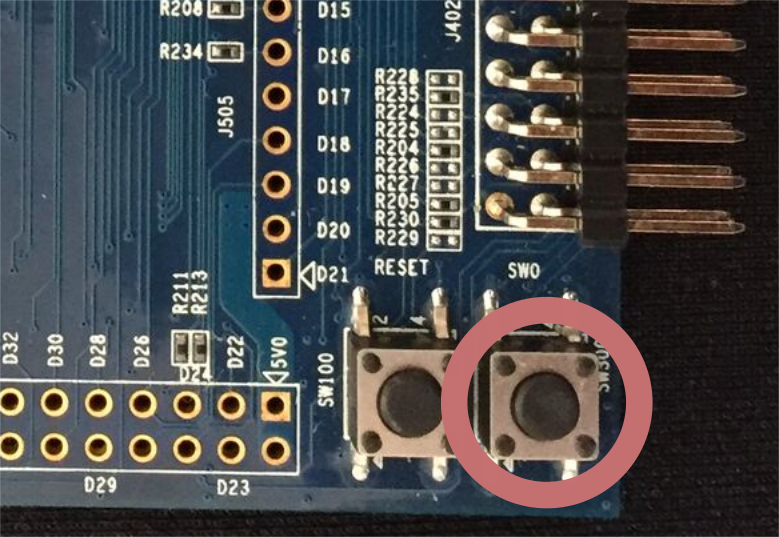 R208
D15
J402
R234
D16
R228
R235
R224
R225
R204
R226
R227
R205
R230
R229
D17
J505
D18
D19
D20
D21
RESET
SW0
R211
R213
2
4
D32
D30
D28
D26
D24
D22
5V0
SW100
D29
D23